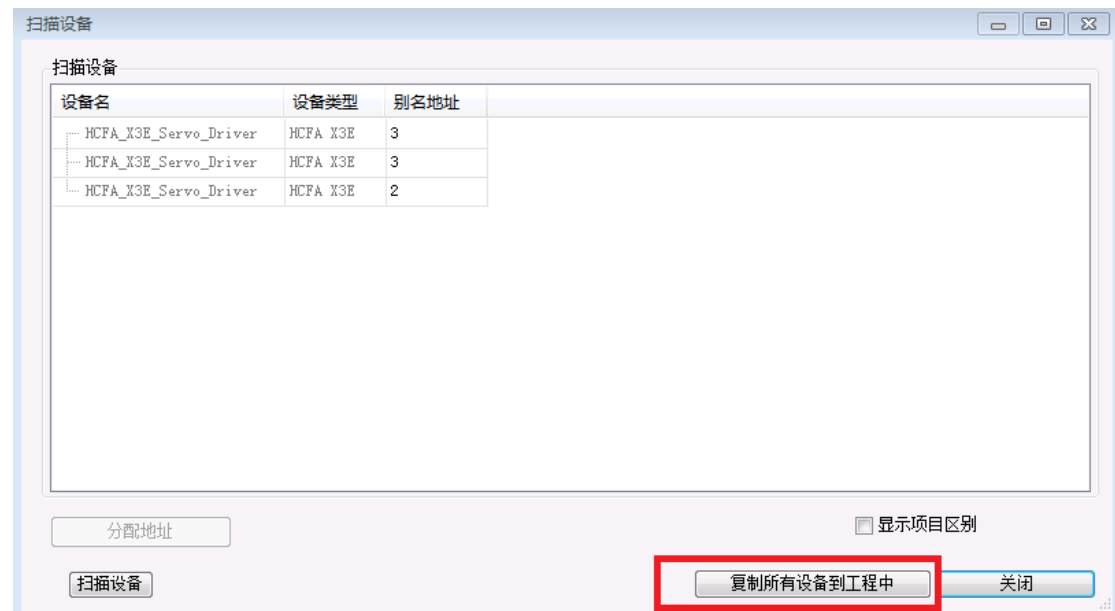 扫描设备
扫描设备
设备名 设备类型 别名地址
HCFA_X3E_Servo_Driver HCFA X3E 3
HCFA_X3E_Servo_Driver HCFA X3E 3
HCFA_X3E_Servo_Driver HCFA X3E 2
分配地址 显示项目区别
扫描设备 复制所有设备到工程中 关闭